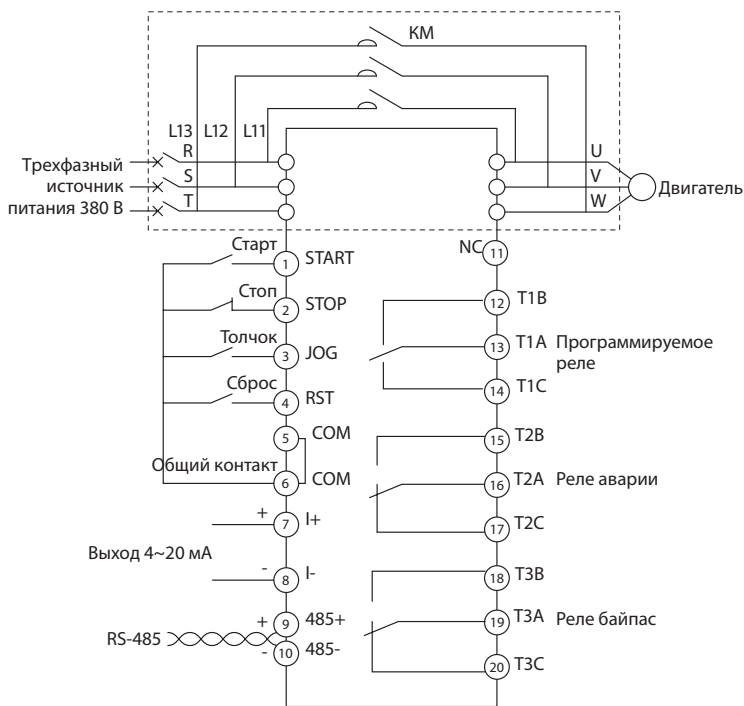 КМ
L13 L12 L11
R
S
T
Трехфазный
источник
питания 380 В
U
V
W
Двигатель
Старт
1 START
Стоп
2 STOP
Толчок
3 JOG
Сброс
4 RST
5 COM
Общий контакт
6 COM
+ 7 I+
Выход 4~20 мА
- 8 I-
+ 9 485+
RS-485
- 10 485-
NC 11
12 T1B
13 T1A Программируемое
реле
14 T1C
15 T2B
16 T2A Реле аварии
17 T2C
18 T3B
19 T3A Реле байпас
20 T3C